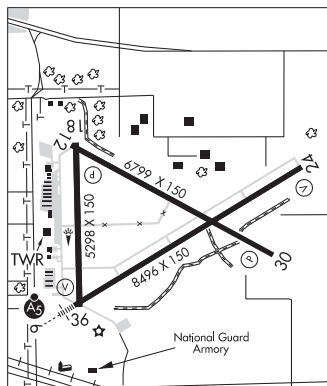 18
12
24
P
6799 X 150
V
5298 X 150
TWR
8496 X 150
P
V
30
A5
36
6
National Guard
Armory